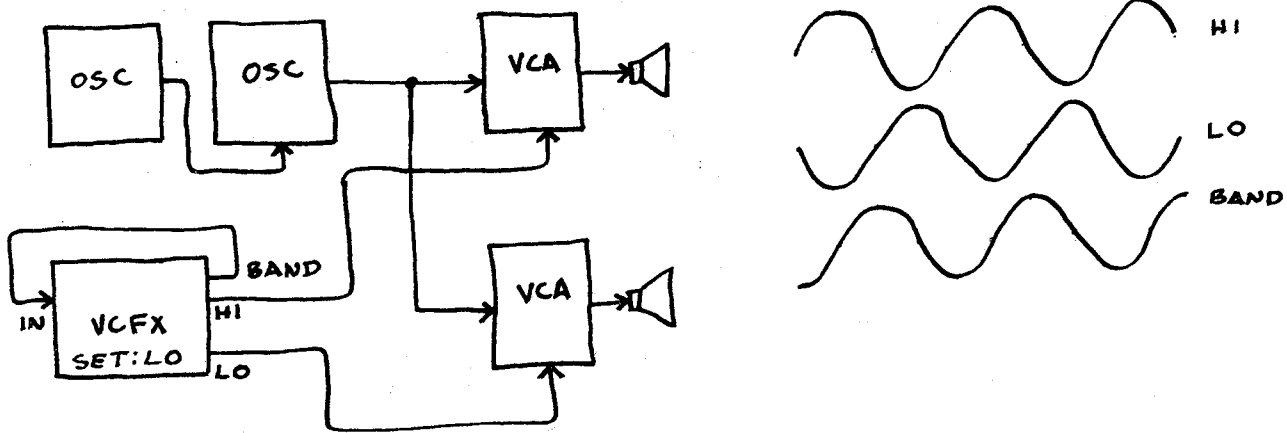 OSC
OSC
VCA
HI
LO
BAND
BAND
IN
HI
VCFX
SET:LO
LO
VCA